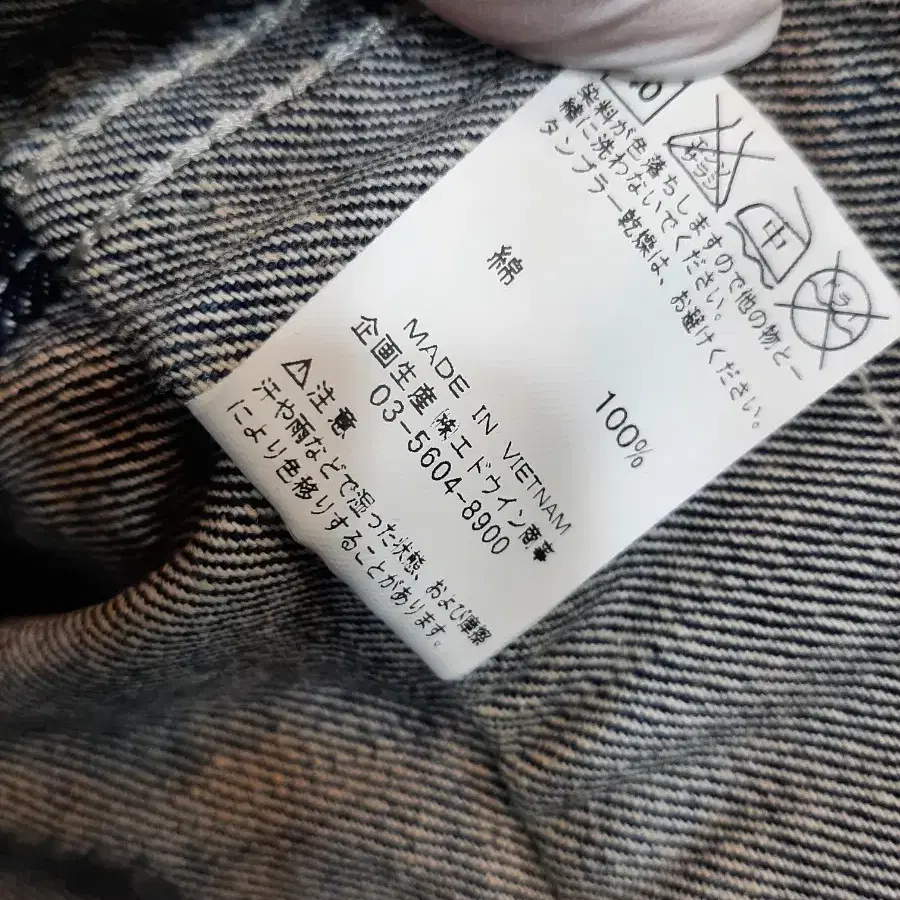 中
染料が色落ちしますので他の物と一
緒に洗わないでください。
タンブラー乾燥は、お避けください。
綿 100%
MADE IN VIETNAM
企画生産 ㈱エドウイン商事
03-5604-8900
注意
汗や雨などで湿った状態、および摩擦
により色移りすることがあります。